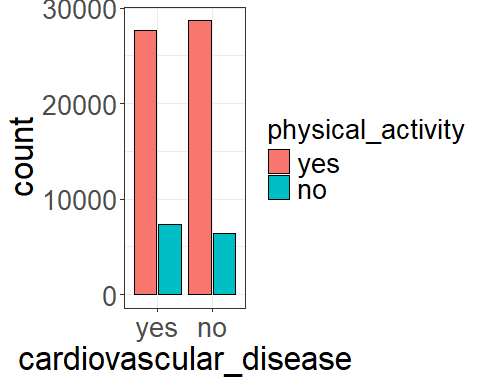 30000
20000
10000
0
count
yes no
cardiovascular_disease
physical_activity
yes
no